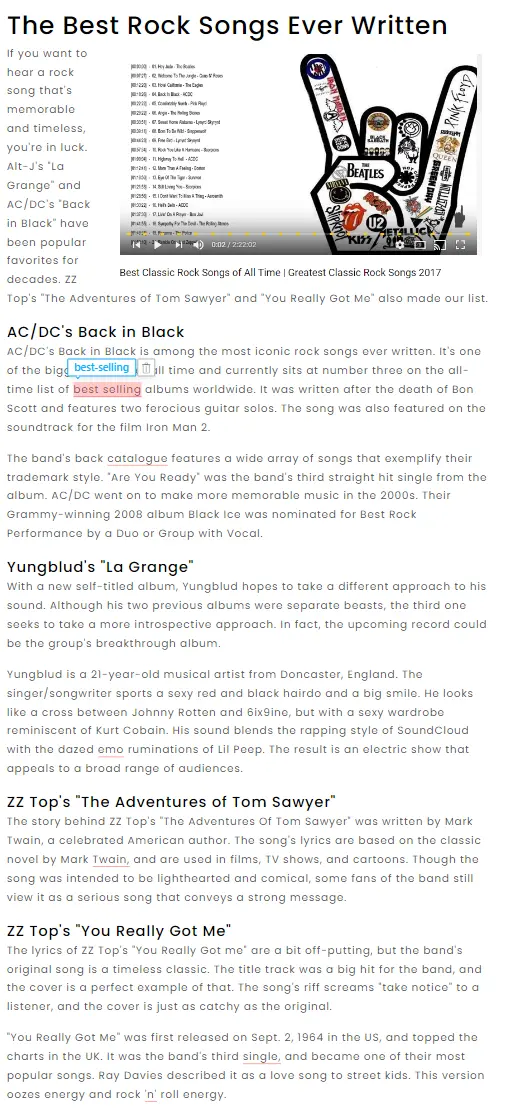 The Best Rock Songs Ever Written
If you want to
hear a rock
song that's
memorable
and timeless,
you're in luck.
Alt-J's "La
Grange" and
AC/DC's "Back
in Black" have
been popular
favorites for
decades. ZZ
Top's "The Adventures of Tom Sawyer" and "You Really Got Me" also made our list.
IRON MAIDEN
PINK FLOYD
BLACK SABBATH
THE BEATLES
QUEEN
GREEN DAY
LED ZEPPELIN
U2
KISS
METALLICA
0:02 / 2:22:02
Best Classic Rock Songs of All Time | Greatest Classic Rock Songs 2017
AC/DC's Back in Black
AC/DC's Back in Black is among the most iconic rock songs ever written. It's one
best-selling
of the all time and currently sits at number three on the all-
time list of best selling albums worldwide. It was written after the death of Bon
Scott and features two ferocious guitar solos. The song was also featured on the
soundtrack for the film Iron Man 2.
The band's back catalogue features a wide array of songs that exemplify their
trademark style. "Are You Ready" was the band's third straight hit single from the
album. AC/DC went on to make more memorable music in the 2000s. Their
Grammy-winning 2008 album Black Ice was nominated for Best Rock
Performance by a Duo or Group with Vocal.
Yungblud's "La Grange"
With a new self-titled album, Yungblud hopes to take a different approach to his
sound. Although his two previous albums were separate beasts, the third one
seeks to take a more introspective approach. In fact, the upcoming record could
be the group's breakthrough album.
Yungblud is a 21-year-old musical artist from Doncaster, England. The
singer/songwriter sports a sexy red and black hairdo and a big smile. He looks
like a cross between Johnny Rotten and 6ix9ine, but with a sexy wardrobe
reminiscent of Kurt Cobain. His sound blends the rapping style of SoundCloud
with the dazed emo ruminations of Lil Peep. The result is an electric show that
appeals to a broad range of audiences.
ZZ Top's "The Adventures of Tom Sawyer"
The story behind ZZ Top's "The Adventures Of Tom Sawyer" was written by Mark
Twain, a celebrated American author. The song's lyrics are based on the classic
novel by Mark Twain, and are used in films, TV shows, and cartoons. Though the
song was intended to be lighthearted and comical, some fans of the band still
view it as a serious song that conveys a strong message.
ZZ Top's "You Really Got Me"
The lyrics of ZZ Top's "You Really Got me" are a bit off-putting, but the band's
original song is a timeless classic. The title track was a big hit for the band, and
the cover is a perfect example of that. The song's riff screams "take notice" to a
listener, and the cover is just as catchy as the original.
"You Really Got Me" was first released on Sept. 2, 1964 in the US, and topped the
charts in the UK. It was the band's third single, and became one of their most
popular songs. Ray Davies described it as a love song to street kids. This version
oozes energy and rock 'n' roll energy.